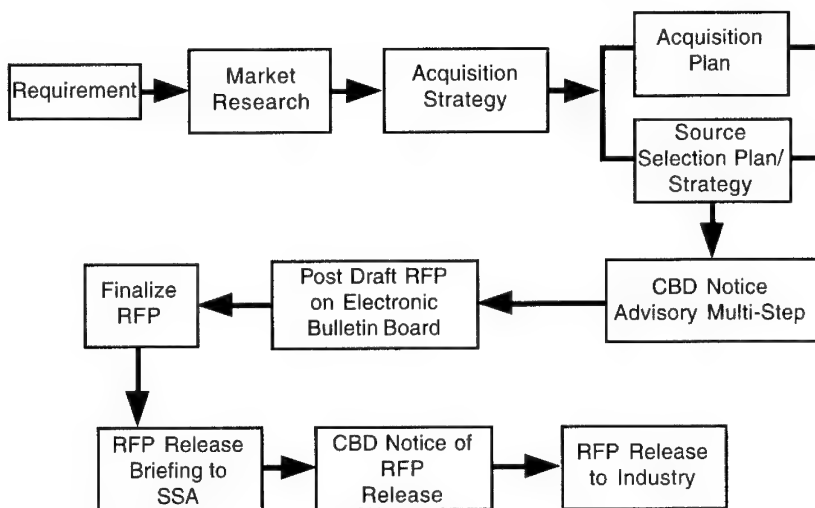 Requirement
Market
Research
Acquisition
Strategy
Acquisition
Plan
Source
Selection Plan/
Strategy
CBD Notice
Advisory Multi-Step
Post Draft RFP
on Electronic
Bulletin Board
Finalize
RFP
RFP Release
Briefing to
SSA
CBD Notice of
RFP
Release
RFP Release
to Industry